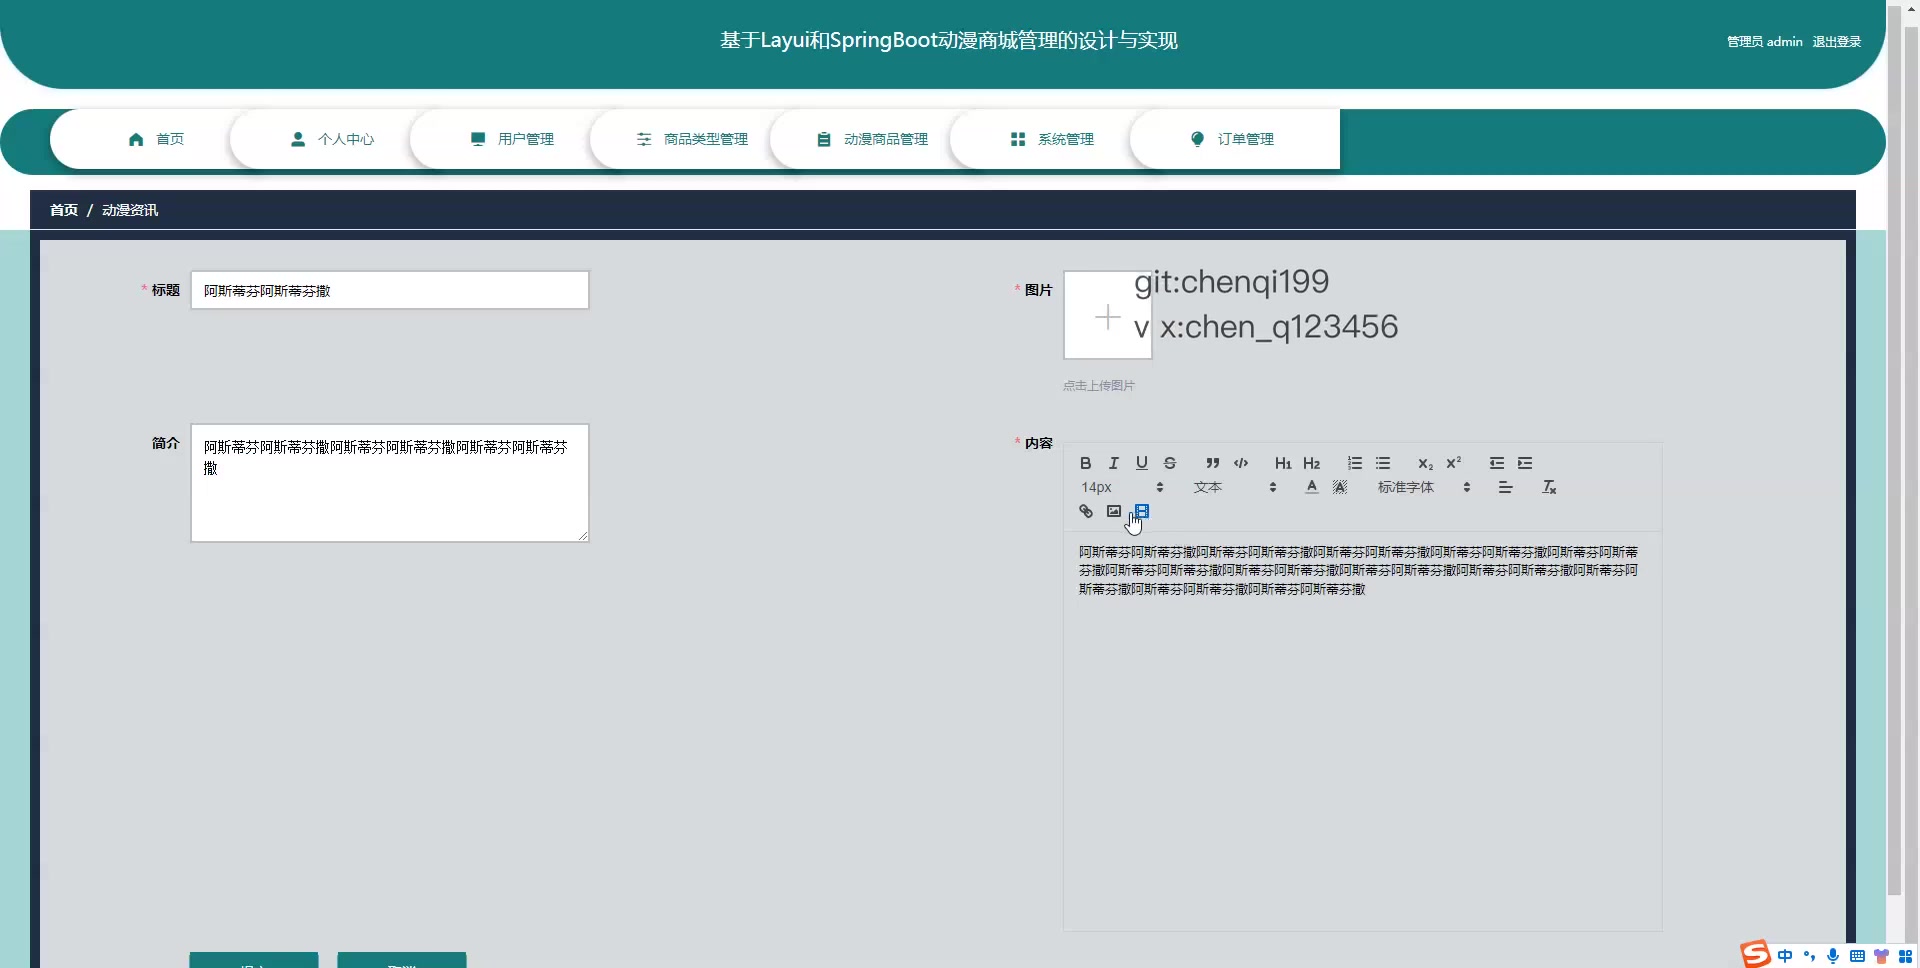 基于Layui和SpringBoot动漫商城管理的设计与实现
管理员 admin 退出登录
首页 个人中心 用户管理 商品类型管理 动漫商品管理 系统管理 订单管理
首页 / 动漫资讯
* 标题 阿斯蒂芬阿斯蒂芬撒
* 图片
git:chenqi199
v x:chen_q123456
点击上传图片
简介 阿斯蒂芬阿斯蒂芬撒阿斯蒂芬阿斯蒂芬撒阿斯蒂芬阿斯蒂芬
撒
* 内容
B I U S H1 H2 x2 x2
14px 文本 A A 标准字体 Tx
阿斯蒂芬阿斯蒂芬撒阿斯蒂芬阿斯蒂芬撒阿斯蒂芬阿斯蒂芬撒阿斯蒂芬阿斯蒂芬撒阿斯蒂芬阿斯蒂
芬撒阿斯蒂芬阿斯蒂芬撒阿斯蒂芬阿斯蒂芬撒阿斯蒂芬阿斯蒂芬撒阿斯蒂芬阿斯蒂芬撒阿斯蒂芬阿
斯蒂芬撒阿斯蒂芬阿斯蒂芬撒阿斯蒂芬阿斯蒂芬撒
中